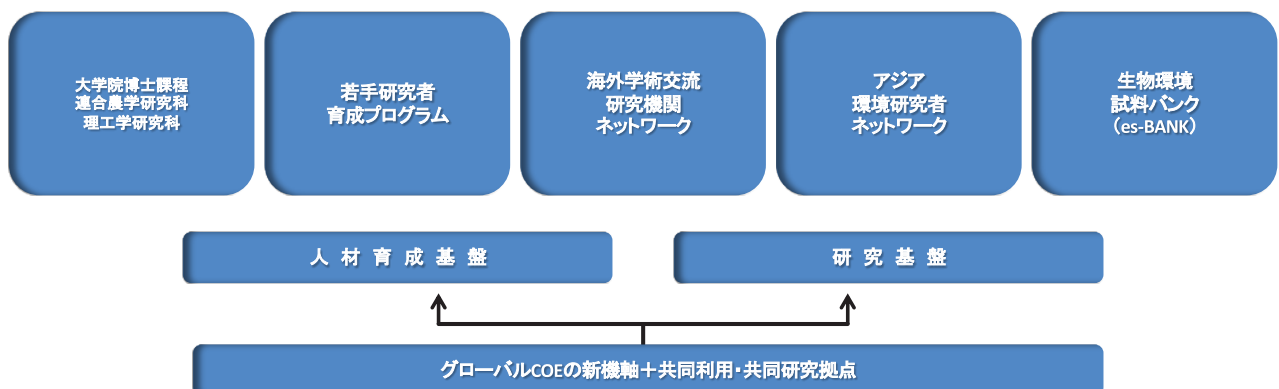 大学院博士課程
連合農学研究科
理工学研究科
若手研究者
育成プログラム
海外学術交流
研究機関
ネットワーク
アジア
環境研究者
ネットワーク
生物環境
試料バンク
（es-BANK）
人 材 育 成 基 盤
研 究 基 盤
グローバルCOEの新機軸＋共同利用・共同研究拠点